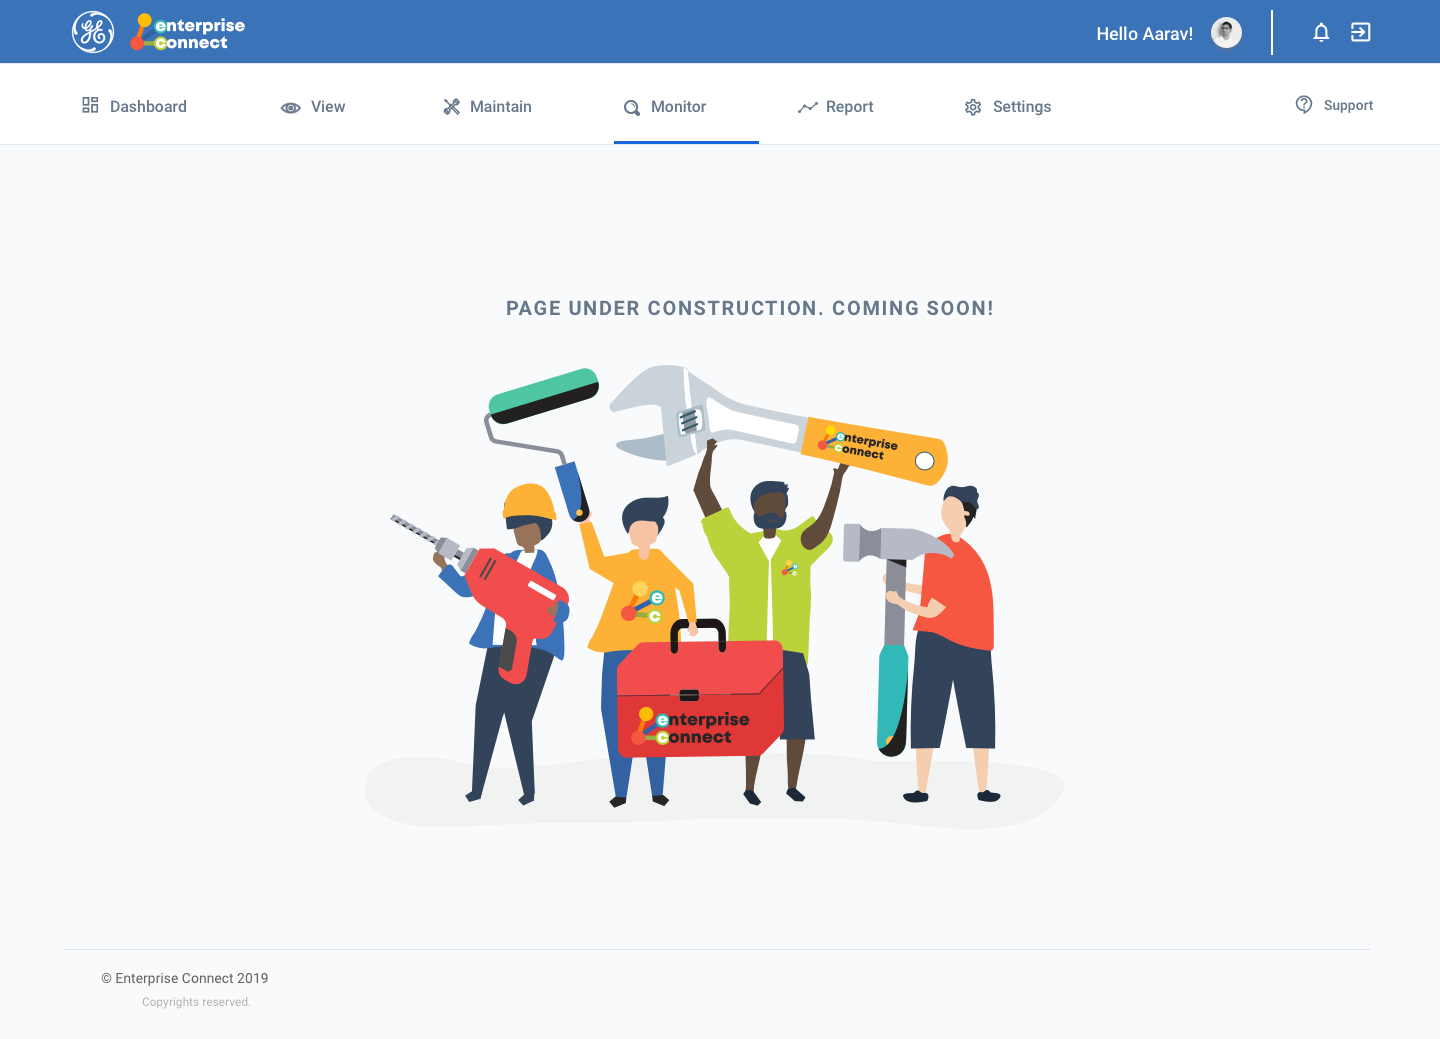 GE
enterprise
connect
Hello Aarav!
Dashboard
View
Maintain
Monitor
Report
Settings
Support
PAGE UNDER CONSTRUCTION. COMING SOON!
enterprise
connect
e
c
e
c
enterprise
connect
© Enterprise Connect 2019
Copyrights reserved.